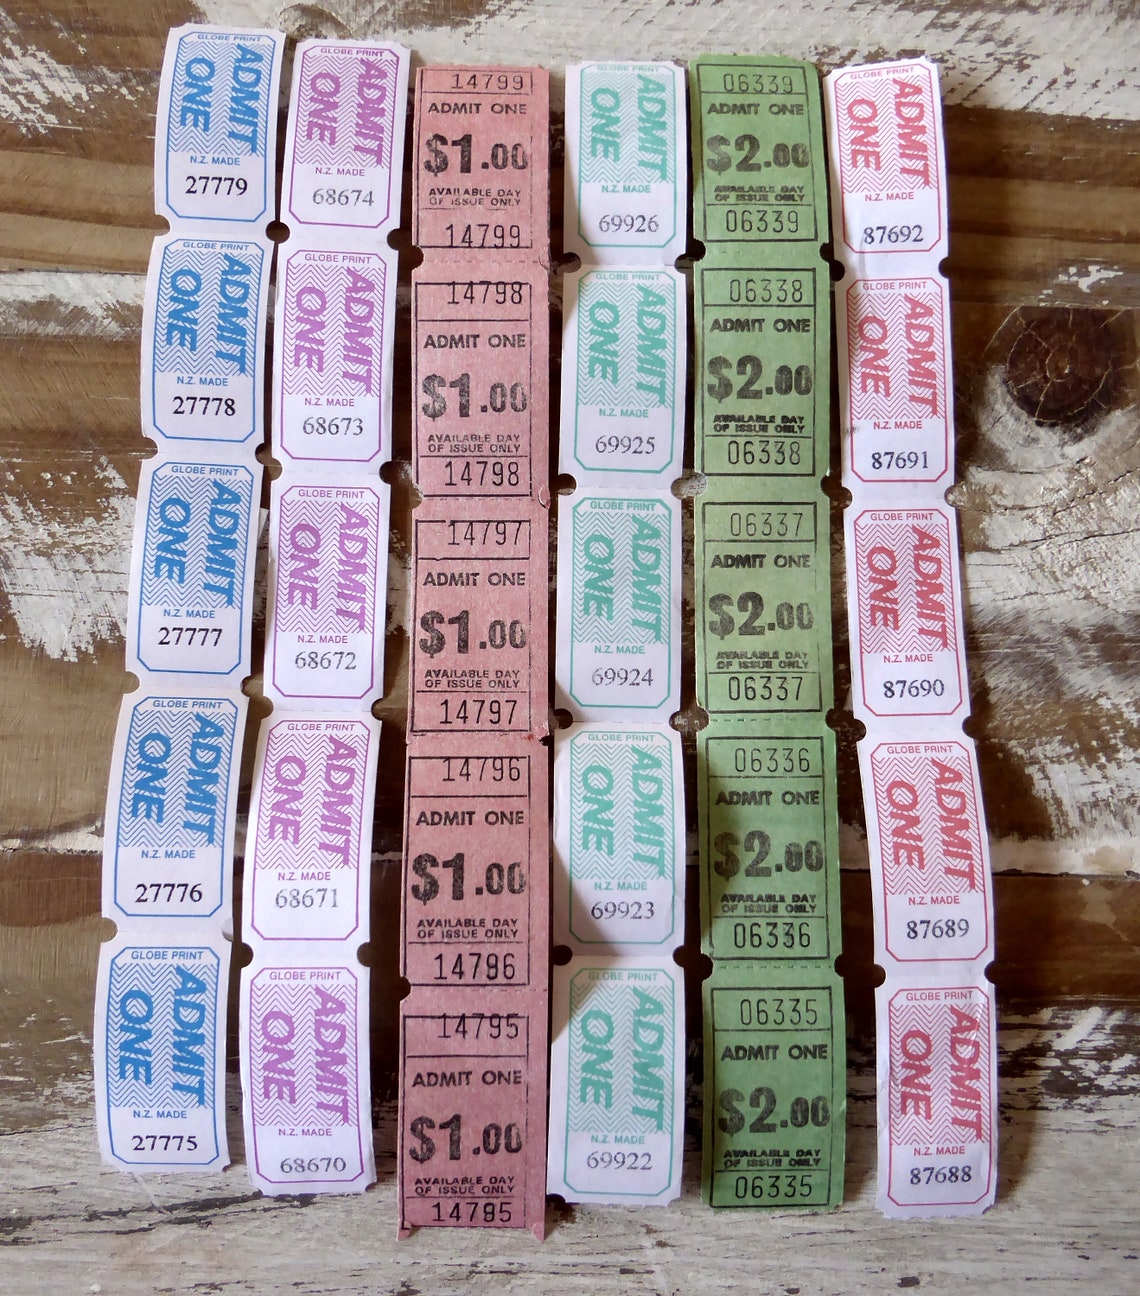 GLOBE PRINT
ADMIT
ONE
N.Z. MADE
27779
GLOBE PRINT
ADMIT
ONE
N.Z. MADE
27778
GLOBE PRINT
ADMIT
ONE
N.Z. MADE
27777
GLOBE PRINT
ADMIT
ONE
N.Z. MADE
27776
GLOBE PRINT
ADMIT
ONE
N.Z. MADE
27775
GLOBE PRINT
ADMIT
ONE
N.Z. MADE
68674
GLOBE PRINT
ADMIT
ONE
N.Z. MADE
68673
GLOBE PRINT
ADMIT
ONE
N.Z. MADE
68672
GLOBE PRINT
ADMIT
ONE
N.Z. MADE
68671
GLOBE PRINT
ADMIT
ONE
N.Z. MADE
68670
14799
ADMIT ONE
$1.00
AVAILABLE DAY
OF ISSUE ONLY
14799
14798
ADMIT ONE
$1.00
AVAILABLE DAY
OF ISSUE ONLY
14798
14797
ADMIT ONE
$1.00
AVAILABLE DAY
OF ISSUE ONLY
14797
14796
ADMIT ONE
$1.00
AVAILABLE DAY
OF ISSUE ONLY
14796
14795
ADMIT ONE
$1.00
AVAILABLE DAY
OF ISSUE ONLY
14795
GLOBE PRINT
ADMIT
ONE
N.Z. MADE
69926
GLOBE PRINT
ADMIT
ONE
N.Z. MADE
69925
GLOBE PRINT
ADMIT
ONE
N.Z. MADE
69924
GLOBE PRINT
ADMIT
ONE
N.Z. MADE
69923
GLOBE PRINT
ADMIT
ONE
N.Z. MADE
69922
06339
ADMIT ONE
$2.00
AVAILABLE DAY
OF ISSUE ONLY
06339
06338
ADMIT ONE
$2.00
AVAILABLE DAY
OF ISSUE ONLY
06338
06337
ADMIT ONE
$2.00
AVAILABLE DAY
OF ISSUE ONLY
06337
06336
ADMIT ONE
$2.00
AVAILABLE DAY
OF ISSUE ONLY
06336
06335
ADMIT ONE
$2.00
AVAILABLE DAY
OF ISSUE ONLY
06335
GLOBE PRINT
ADMIT
ONE
N.Z. MADE
87692
GLOBE PRINT
ADMIT
ONE
N.Z. MADE
87691
GLOBE PRINT
ADMIT
ONE
N.Z. MADE
87690
GLOBE PRINT
ADMIT
ONE
N.Z. MADE
87689
GLOBE PRINT
ADMIT
ONE
N.Z. MADE
87688